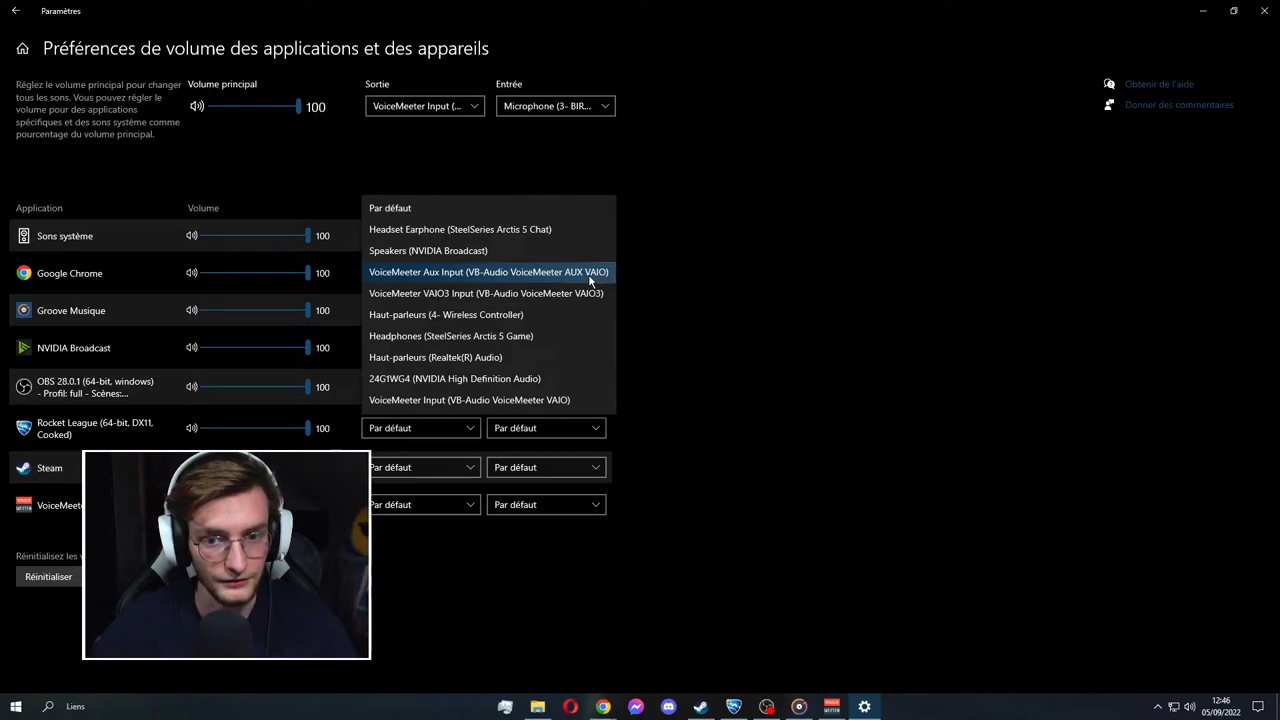 Paramètres
Préférences de volume des applications et des appareils
Réglez le volume principal pour changer
tous les sons. Vous pouvez régler le
volume pour des applications
spécifiques et des sons système comme
pourcentage du volume principal.
Volume principal
100
Sortie
VoiceMeeter Input (...
Entrée
Microphone (3- BIR...
Obtenir de l'aide
Donner des commentaires
Application
Volume
Sons système
100
Google Chrome
100
Groove Musique
100
NVIDIA Broadcast
100
OBS 28.0.1 (64-bit, windows)
- Profil: full - Scènes:...
100
Rocket League (64-bit, DX11,
Cooked)
100
Par défaut
Headset Earphone (SteelSeries Arctis 5 Chat)
Speakers (NVIDIA Broadcast)
VoiceMeeter Aux Input (VB-Audio VoiceMeeter AUX VAIO)
VoiceMeeter VAIO3 Input (VB-Audio VoiceMeeter VAIO3)
Haut-parleurs (4- Wireless Controller)
Headphones (SteelSeries Arctis 5 Game)
Haut-parleurs (Realtek(R) Audio)
24G1WG4 (NVIDIA High Definition Audio)
VoiceMeeter Input (VB-Audio VoiceMeeter VAIO)
Par défaut
Par défaut
Steam
Par défaut
Par défaut
VOICE
MEETER
VoiceMeete
Par défaut
Par défaut
Réinitialisez les v
Réinitialiser
Liens
VOICE
MEETER
12:46
05/09/2022